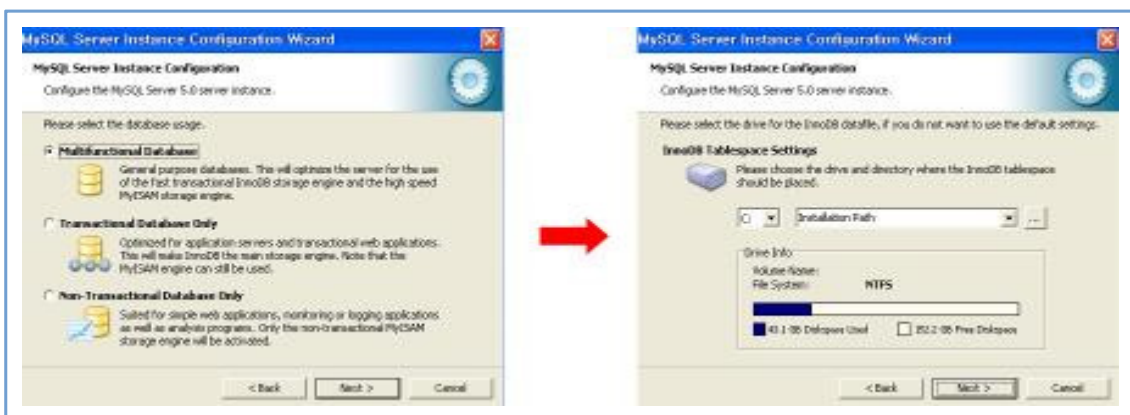 MySQL Server Instance Configuration Wizard
MySQL Server Instance Configuration
Configure the MySQL Server 5.0 server instance.
Please select the database usage.
Multifunctional Database
General purpose databases. This will optimize the server for the use
of the fast transactional InnoDB storage engine and the high speed
MyISAM storage engine.
Transactional Database Only
Optimized for application servers and transactional web applications.
This will make InnoDB the main storage engine. Note that the
MyISAM engine can still be used.
Non-Transactional Database Only
Suited for simple web applications, monitoring or logging applications
as well as analysis programs. Only the non-transactional MyISAM
storage engine will be activated.
< Back
Next >
Cancel
MySQL Server Instance Configuration Wizard
MySQL Server Instance Configuration
Configure the MySQL Server 5.0 server instance.
Please select the drive for the InnoDB datafile, if you do not want to use the default settings.
InnoDB Tablespace Settings
Please choose the drive and directory where the InnoDB tablespace
should be placed.
C: Installation Path ...
Drive Info
Volume Name:
File System: NTFS
GB Diskspace Used GB Free Diskspace
< Back
Next >
Cancel